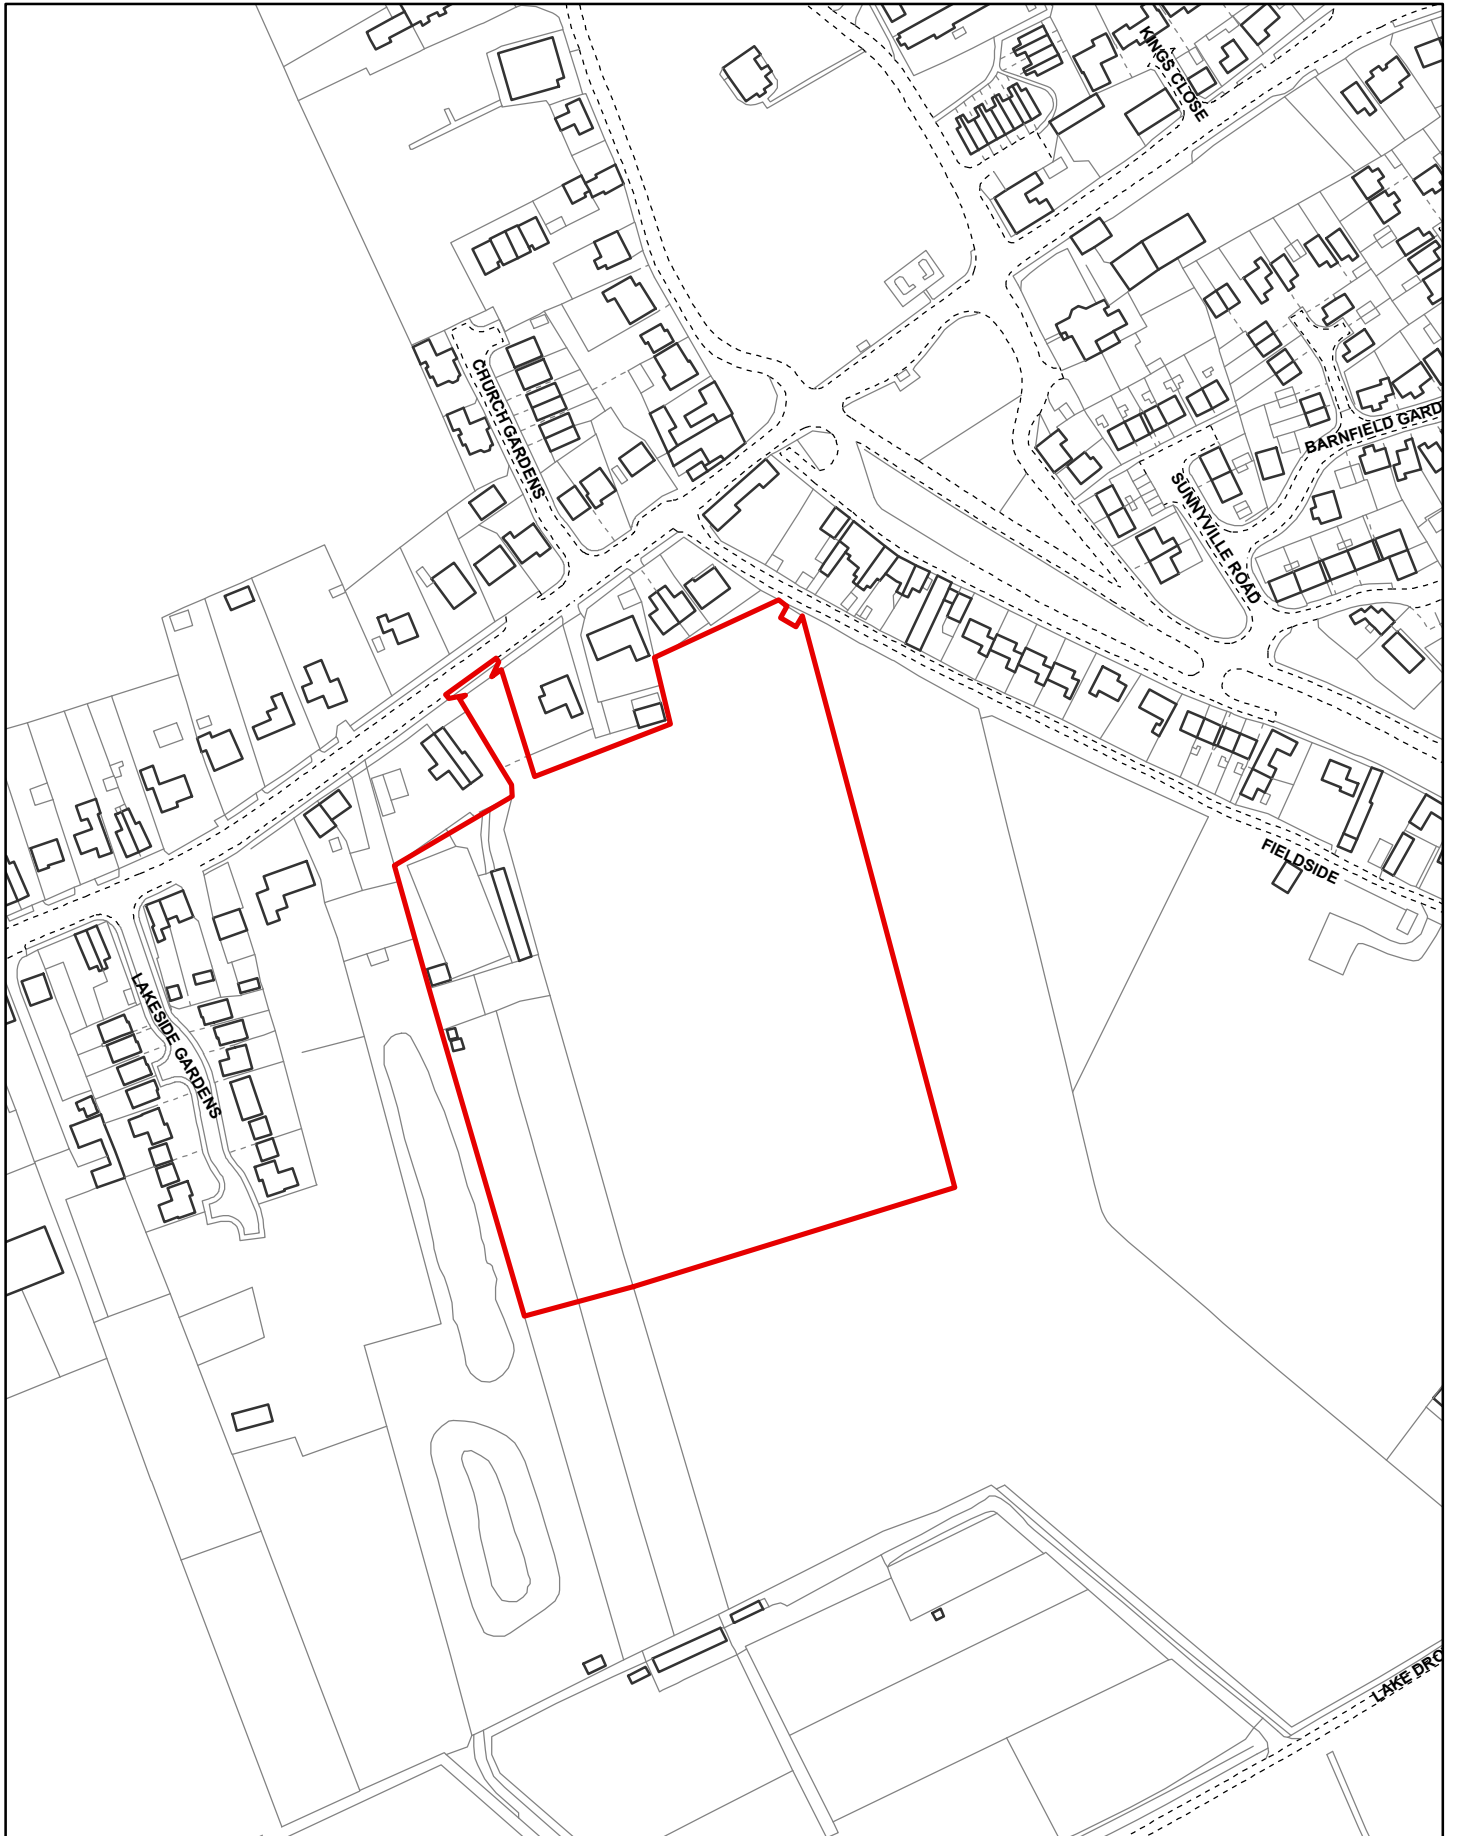 KINGS CLOSE
CHURCH GARDENS
BARNFIELD GARD
SUNNYVILLE ROAD
FIELDSIDE
LAKESIDE GARDENS
LAKE DRO